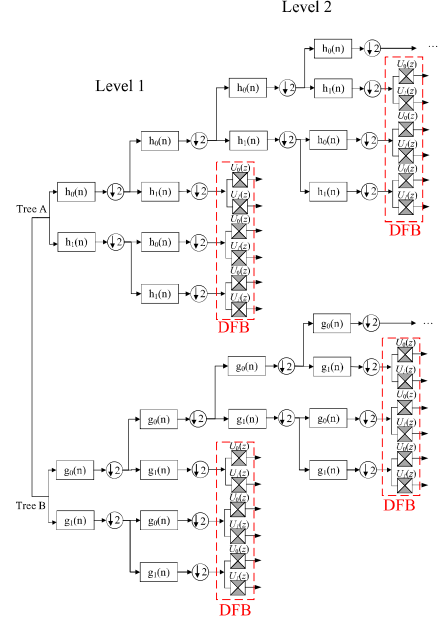 Level 2
h₀(n) ↓2 ...
Level 1
U₀(z)
h₀(n) ↓2 h₁(n) ↓2
U₁(z)
U₀(z)
h₀(n) ↓2 h₁(n) ↓2 h₀(n) ↓2
U₁(z)
U₀(z)
U₀(z)
h₀(n) ↓2 h₁(n) ↓2 h₁(n) ↓2
U₁(z)
U₁(z)
Tree A
U₀(z)
DFB
h₁(n) ↓2 h₀(n) ↓2
U₁(z)
U₀(z)
h₁(n) ↓2
U₁(z)
DFB
g₀(n) ↓2 ...
U₀(z)
g₀(n) ↓2 g₁(n) ↓2
U₁(z)
U₀(z)
g₀(n) ↓2 g₁(n) ↓2 g₀(n) ↓2
U₁(z)
U₀(z)
U₀(z)
g₀(n) ↓2 g₁(n) ↓2 g₁(n) ↓2
U₁(z)
U₁(z)
Tree B
U₀(z)
DFB
g₁(n) ↓2 g₀(n) ↓2
U₁(z)
U₀(z)
g₁(n) ↓2
U₁(z)
DFB